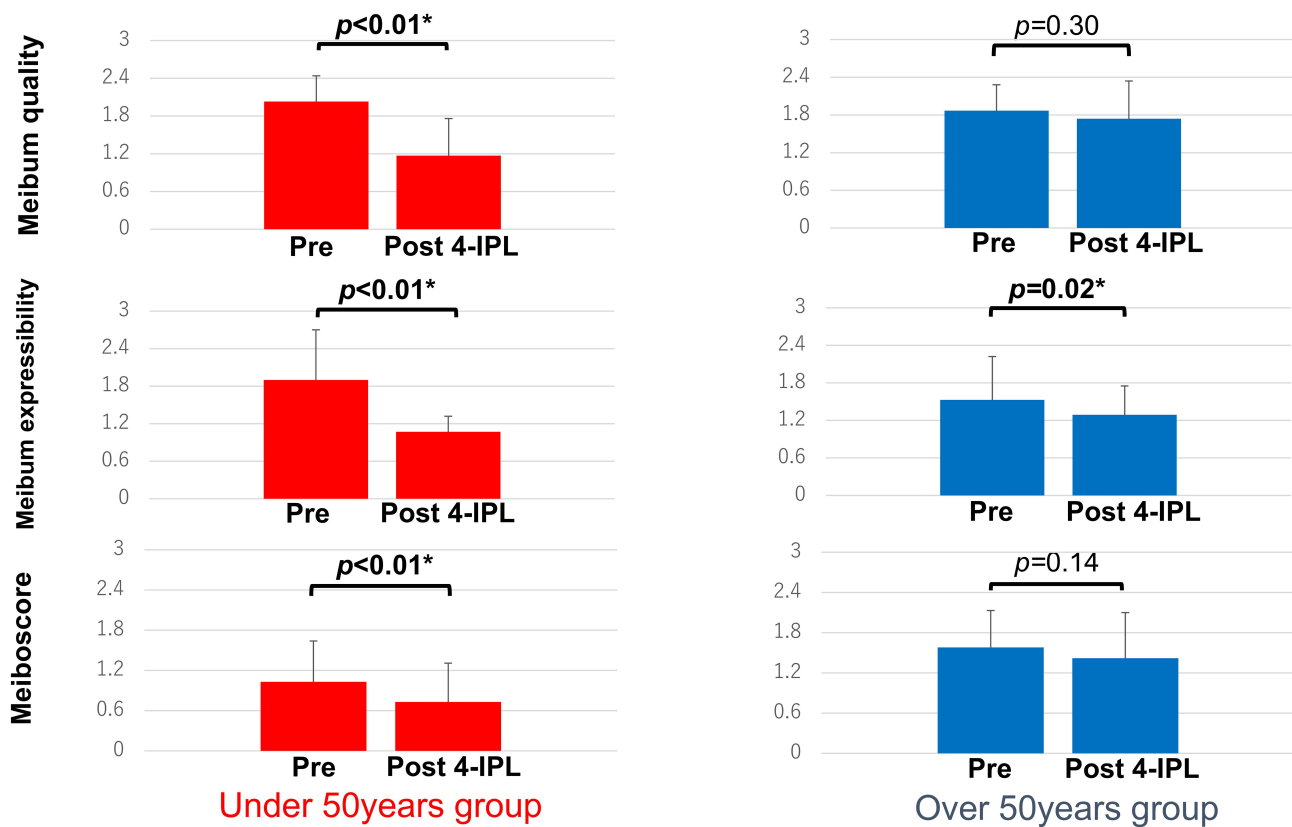 Meibum quality
p<0.01*
3
2.4
1.8
1.2
0.6
0
Pre
Post 4-IPL
p=0.30
3
2.4
1.8
1.2
0.6
0
Pre
Post 4-IPL
Meibum expressibility
p<0.01*
3
2.4
1.8
1.2
0.6
0
Pre
Post 4-IPL
p=0.02*
3
2.4
1.8
1.2
0.6
0
Pre
Post 4-IPL
Meiboscore
p<0.01*
3
2.4
1.8
1.2
0.6
0
Pre
Post 4-IPL
p=0.14
3
2.4
1.8
1.2
0.6
0
Pre
Post 4-IPL
Under 50years group
Over 50years group